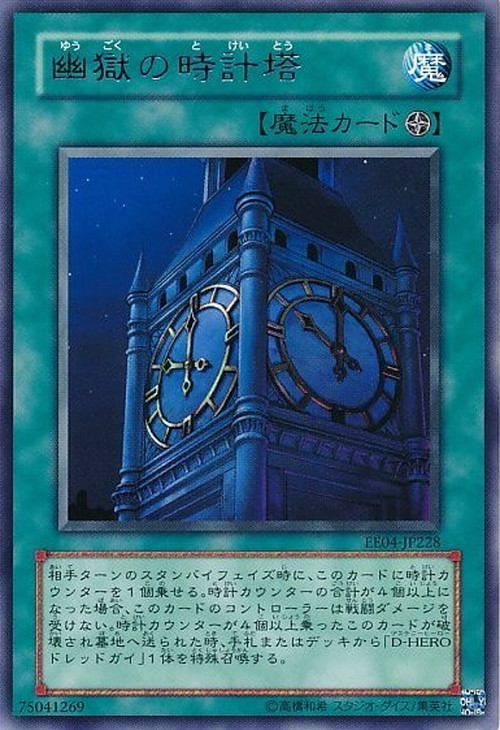 幽獄の時計塔
魔
【魔法カード】
EE04-JP228
相手ターンのスタンバイフェイズ時に、このカードに時計カ
ウンターを１個乗せる。時計カウンターの合計が４個以上に
なった場合、このカードのコントローラーは戦闘ダメージを
受けない。時計カウンターが４個以上乗ったこのカードが破
壊され墓地へ送られた時、手札またはデッキから「D-HERO
ドレッドガイ」１体を特殊召喚する。
75041269
©高橋和希 スタジオ・ダイス/集英社